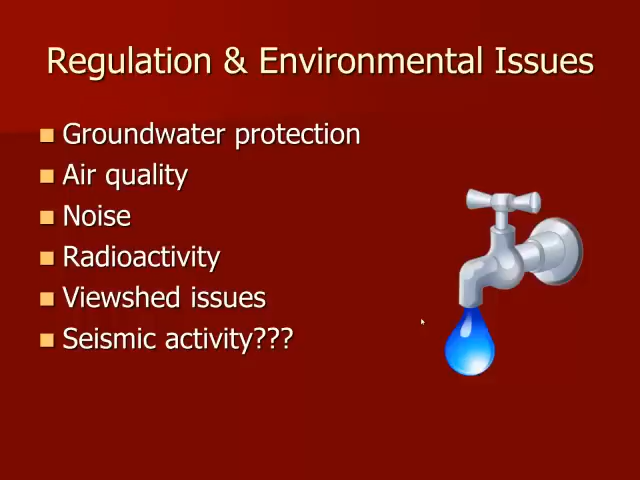 Regulation & Environmental Issues
Groundwater protection
Air quality
Noise
Radioactivity
Viewshed issues
Seismic activity???